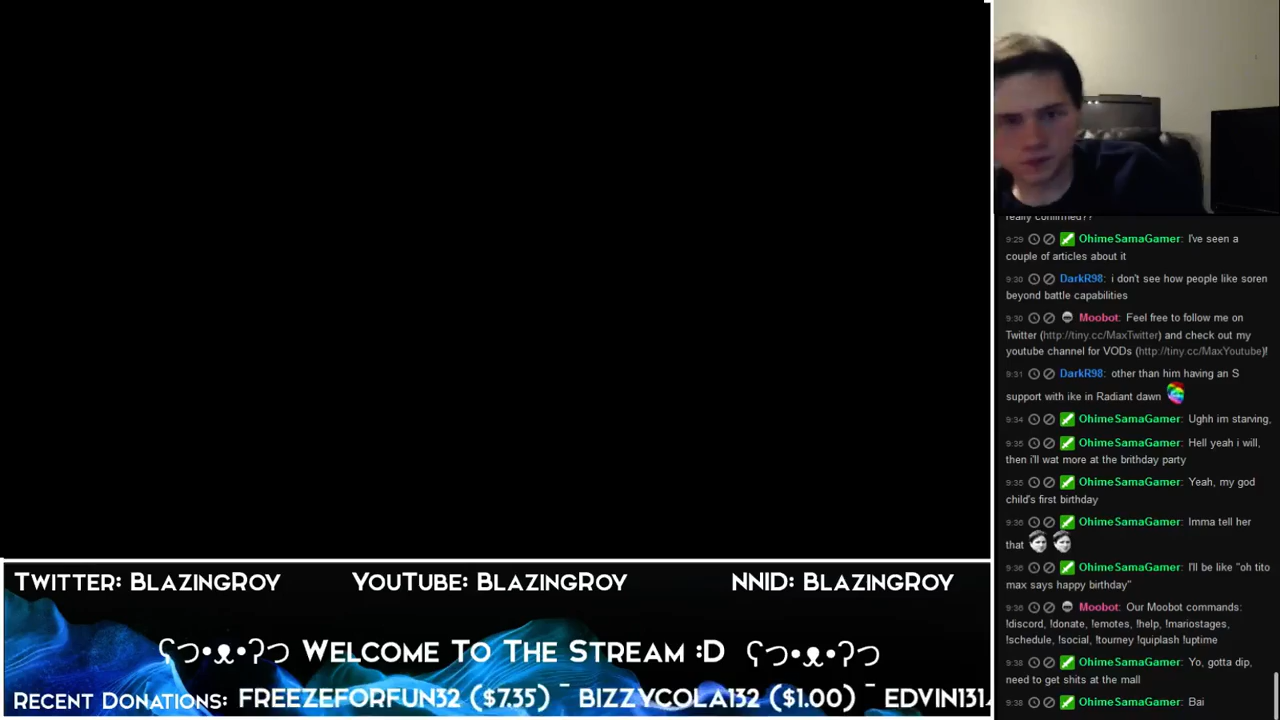 really confirmed??
9:29 OhimeSamaGamer: I've seen a
couple of articles about it
9:30 DarkR98: i don't see how people like soren
beyond battle capabilities
9:30 Moobot: Feel free to follow me on
Twitter (http://tiny.cc/MaxTwitter) and check out my
youtube channel for VODs (http://tiny.cc/MaxYoutube)!
9:31 DarkR98: other than him having an S
support with ike in Radiant dawn
9:34 OhimeSamaGamer: Ughh im starving,
9:35 OhimeSamaGamer: Hell yeah i will,
then i'll wat more at the brithday party
9:35 OhimeSamaGamer: Yeah, my god
child's first birthday
9:36 OhimeSamaGamer: Imma tell her
that
9:36 OhimeSamaGamer: I'll be like "oh tito
max says happy birthday"
9:36 Moobot: Our Moobot commands:
!discord, !donate, !emotes, !help, !mariostages,
!schedule, !social, !tourney !quiplash !uptime
9:38 OhimeSamaGamer: Yo, gotta dip,
need to get shits at the mall
9:38 OhimeSamaGamer: Bai
Twitter: BlazingRoy YouTube: BlazingRoy NNID: BlazingRoy
ʕつ•ᴥ•ʔつ Welcome To The Stream :D ʕつ•ᴥ•ʔつ
Recent Donations: FREEZEFORFUN32 ($7.35) ~ BIZZYCOLA132 ($1.00) ~ EDVIN131